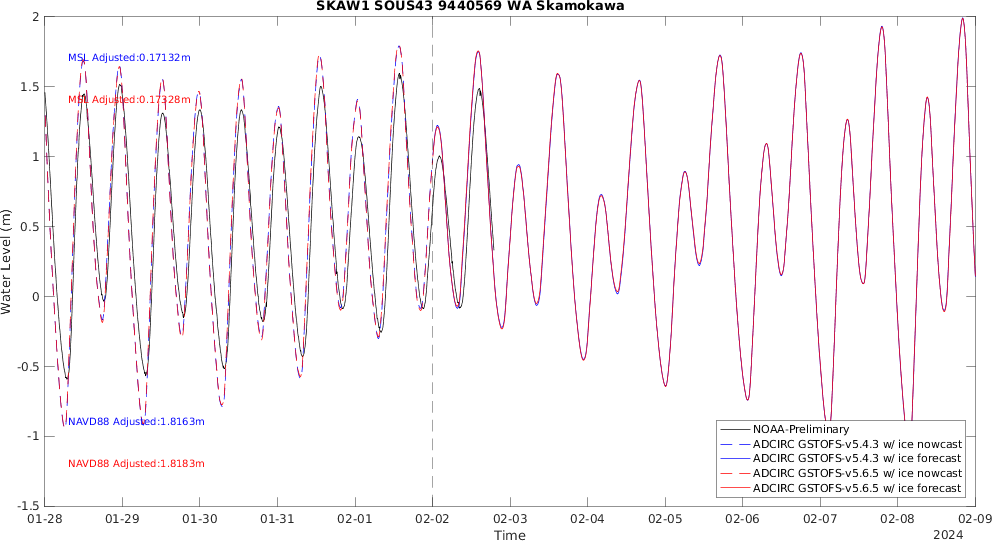 SKAW1 SOUS43 9440569 WA Skamokawa
2
1.5
1
0.5
0
-0.5
-1
-1.5
Water Level (m)
MSL Adjusted:0.17132m
MSL Adjusted:0.17328m
NAVD88 Adjusted:1.8163m
NAVD88 Adjusted:1.8183m
NOAA-Preliminary
ADCIRC GSTOFS-v5.4.3 w/ ice nowcast
ADCIRC GSTOFS-v5.4.3 w/ ice forecast
ADCIRC GSTOFS-v5.6.5 w/ ice nowcast
ADCIRC GSTOFS-v5.6.5 w/ ice forecast
01-28 01-29 01-30 01-31 02-01 02-02 02-03 02-04 02-05 02-06 02-07 02-08 02-09
Time
2024